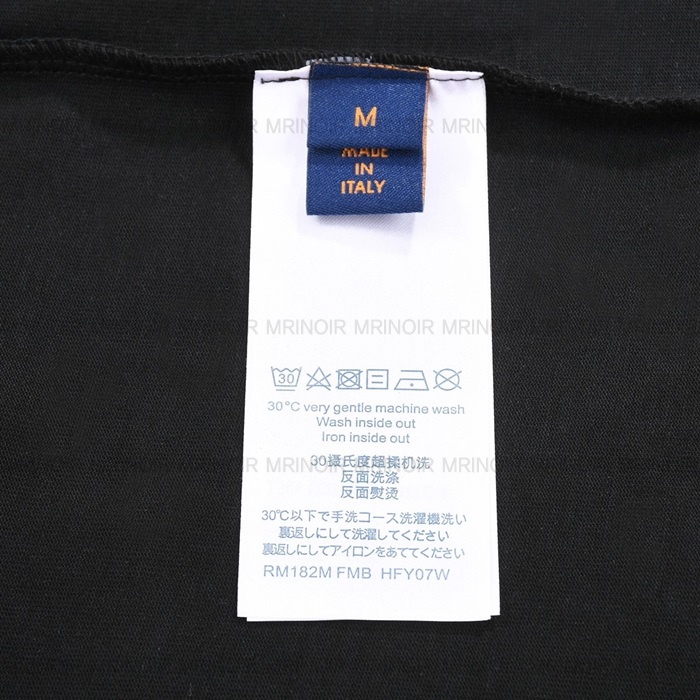 M
MADE
IN
ITALY
MRINOIR MRINOIR MRINOIR MRINOIR MRINOIR
30
30°C very gentle machine wash
Wash inside out
Iron inside out
30攝氏度超揉机洗
反面洗涤
反面熨烫
30℃以下で手洗コース洗濯機洗い
裏返しにして洗濯してください
裏返しにしてアイロンをあててください
RM182M FMB HFY07W